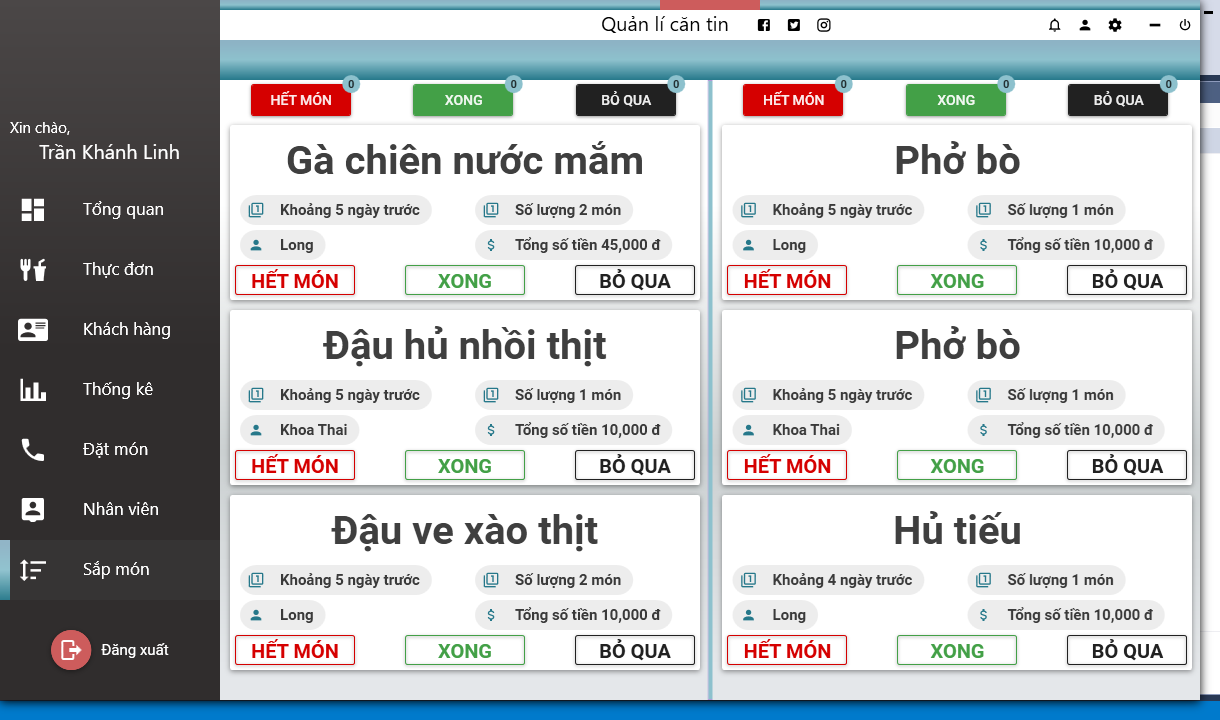 Quản lí căn tin
Xin chào,
Trần Khánh Linh
Tổng quan
Thực đơn
Khách hàng
Thống kê
Đặt món
Nhân viên
Sắp món
Đăng xuất
HẾT MÓN 0 XONG 0 BỎ QUA 0
Gà chiên nước mắm
Khoảng 5 ngày trước Số lượng 2 món
Long Tổng số tiền 45,000 đ
HẾT MÓN XONG BỎ QUA
Đậu hủ nhồi thịt
Khoảng 5 ngày trước Số lượng 1 món
Khoa Thai Tổng số tiền 10,000 đ
HẾT MÓN XONG BỎ QUA
Đậu ve xào thịt
Khoảng 5 ngày trước Số lượng 2 món
Long Tổng số tiền 10,000 đ
HẾT MÓN XONG BỎ QUA
HẾT MÓN 0 XONG 0 BỎ QUA 0
Phở bò
Khoảng 5 ngày trước Số lượng 1 món
Long Tổng số tiền 10,000 đ
HẾT MÓN XONG BỎ QUA
Phở bò
Khoảng 5 ngày trước Số lượng 1 món
Khoa Thai Tổng số tiền 10,000 đ
HẾT MÓN XONG BỎ QUA
Hủ tiếu
Khoảng 4 ngày trước Số lượng 1 món
Long Tổng số tiền 10,000 đ
HẾT MÓN XONG BỎ QUA